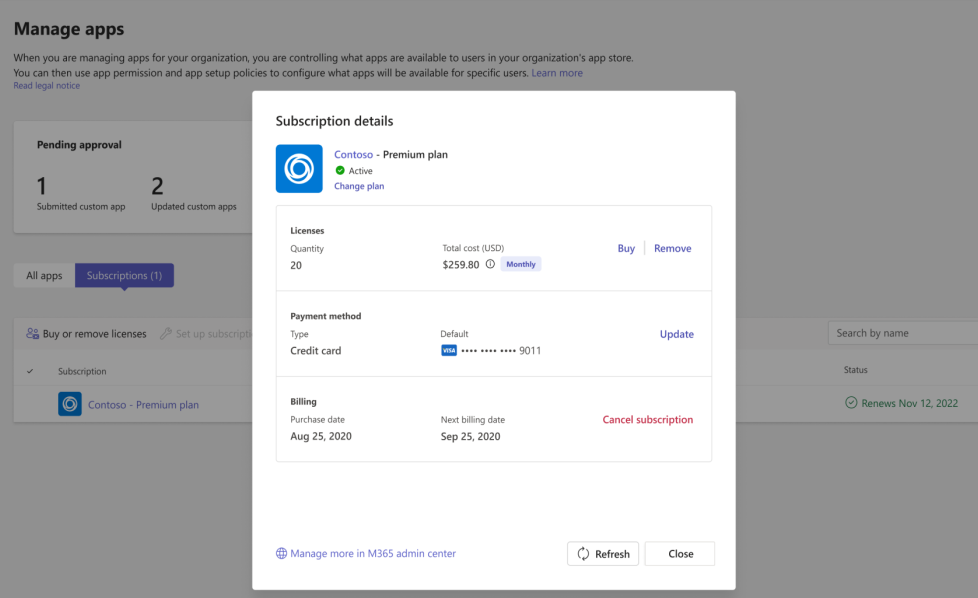 Manage apps
When you are managing apps for your organization, you are controlling what apps are available to users in your organization's app store.
You can then use app permission and app setup policies to configure what apps will be available for specific users. Learn more
Read legal notice
Pending approval
1
2
Submitted custom app
Updated custom apps
All apps
Subscriptions (1)
Buy or remove licenses
Set up subscripti
Search by name
Subscription
Status
Contoso - Premium plan
Renews Nov 12, 2022
Subscription details
Contoso - Premium plan
Active
Change plan
Licenses
Quantity
Total cost (USD)
Buy
Remove
20
$259.80
Monthly
Payment method
Type
Default
Update
Credit card
VISA •••• •••• •••• 9011
Billing
Purchase date
Next billing date
Cancel subscription
Aug 25, 2020
Sep 25, 2020
Manage more in M365 admin center
Refresh
Close